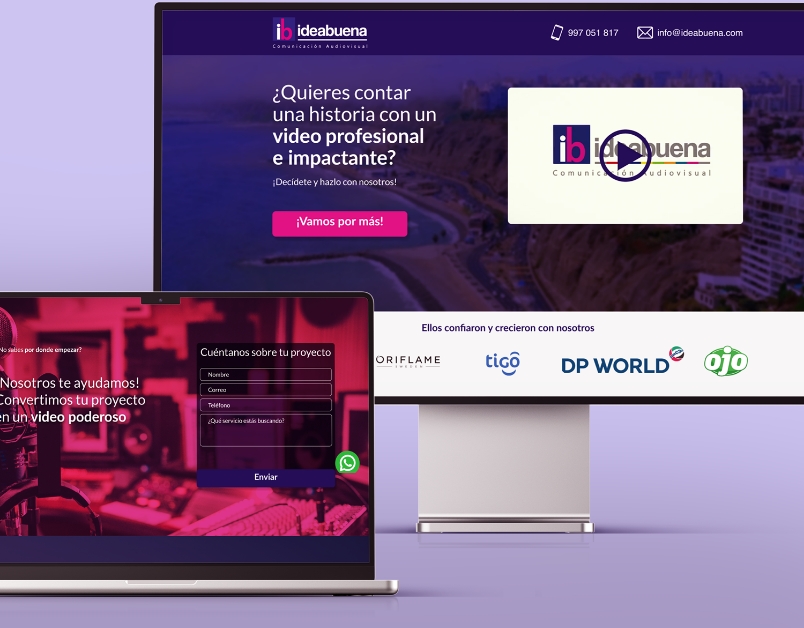 ib ideabuena
Comunicación Audiovisual
997 051 817
info@ideabuena.com
¿Quieres contar
una historia con un
video profesional
e impactante?
¡Decídete y hazlo con nosotros!
¡Vamos por más!
ib ideabuena
Comunicación Audiovisual
Ellos confiaron y crecieron con nosotros
ORIFLAME
SWEDEN
tigo
DP WORLD
ojo
No sabes por donde empezar?
¡Nosotros te ayudamos!
Convertimos tu proyecto
en un video poderoso
Cuéntanos sobre tu proyecto
Nombre
Correo
Teléfono
¿Qué servicio estás buscando?
Enviar